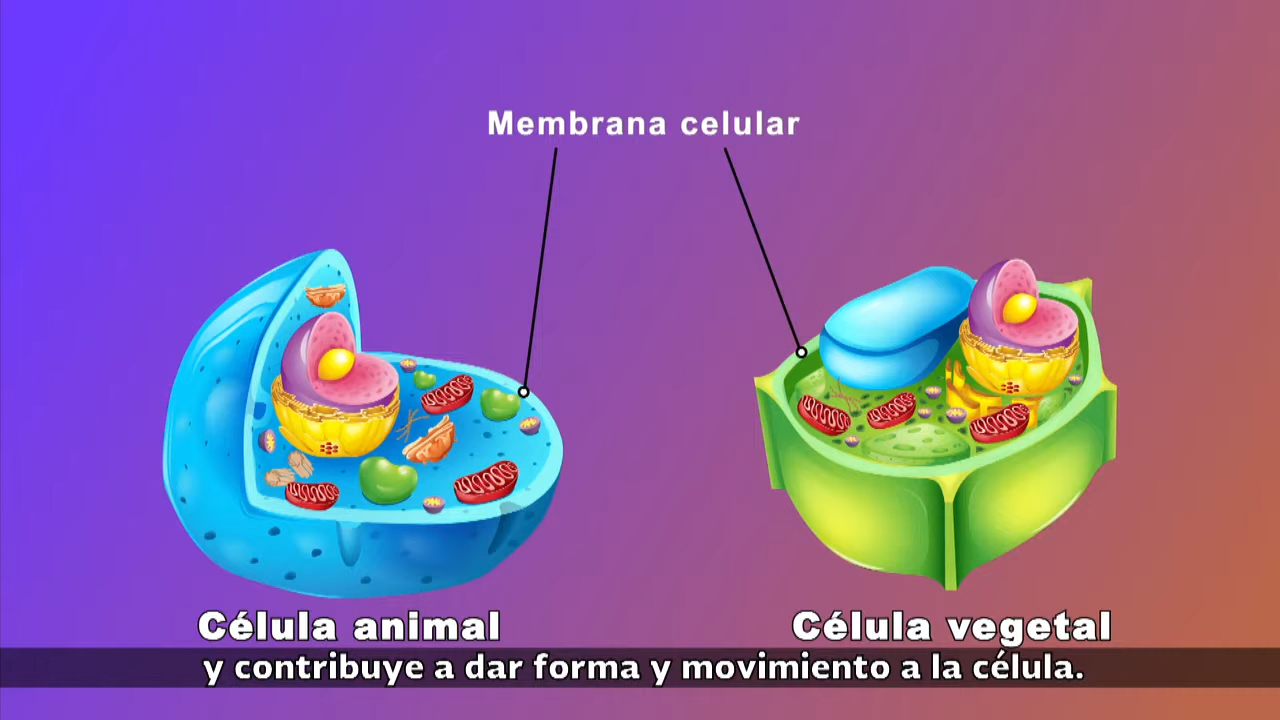 Membrana celular
Célula animal
Célula vegetal
y contribuye a dar forma y movimiento a la célula.